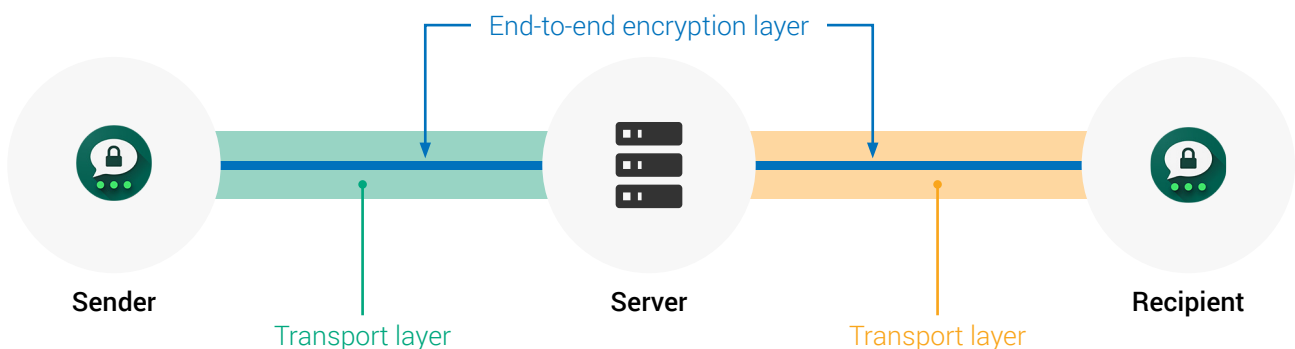 End-to-end encryption layer
Sender
Server
Recipient
Transport layer
Transport layer